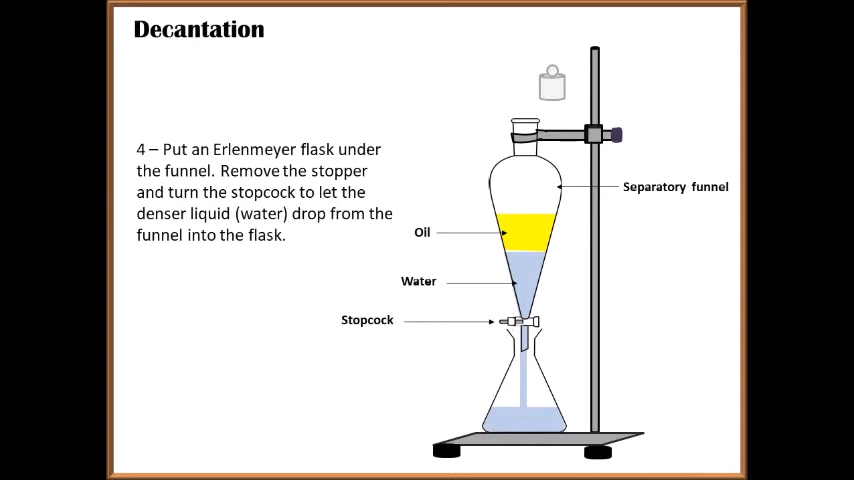 Decantation
4 – Put an Erlenmeyer flask under
the funnel. Remove the stopper
and turn the stopcock to let the
denser liquid (water) drop from the
funnel into the flask.
Separatory funnel
Oil
Water
Stopcock